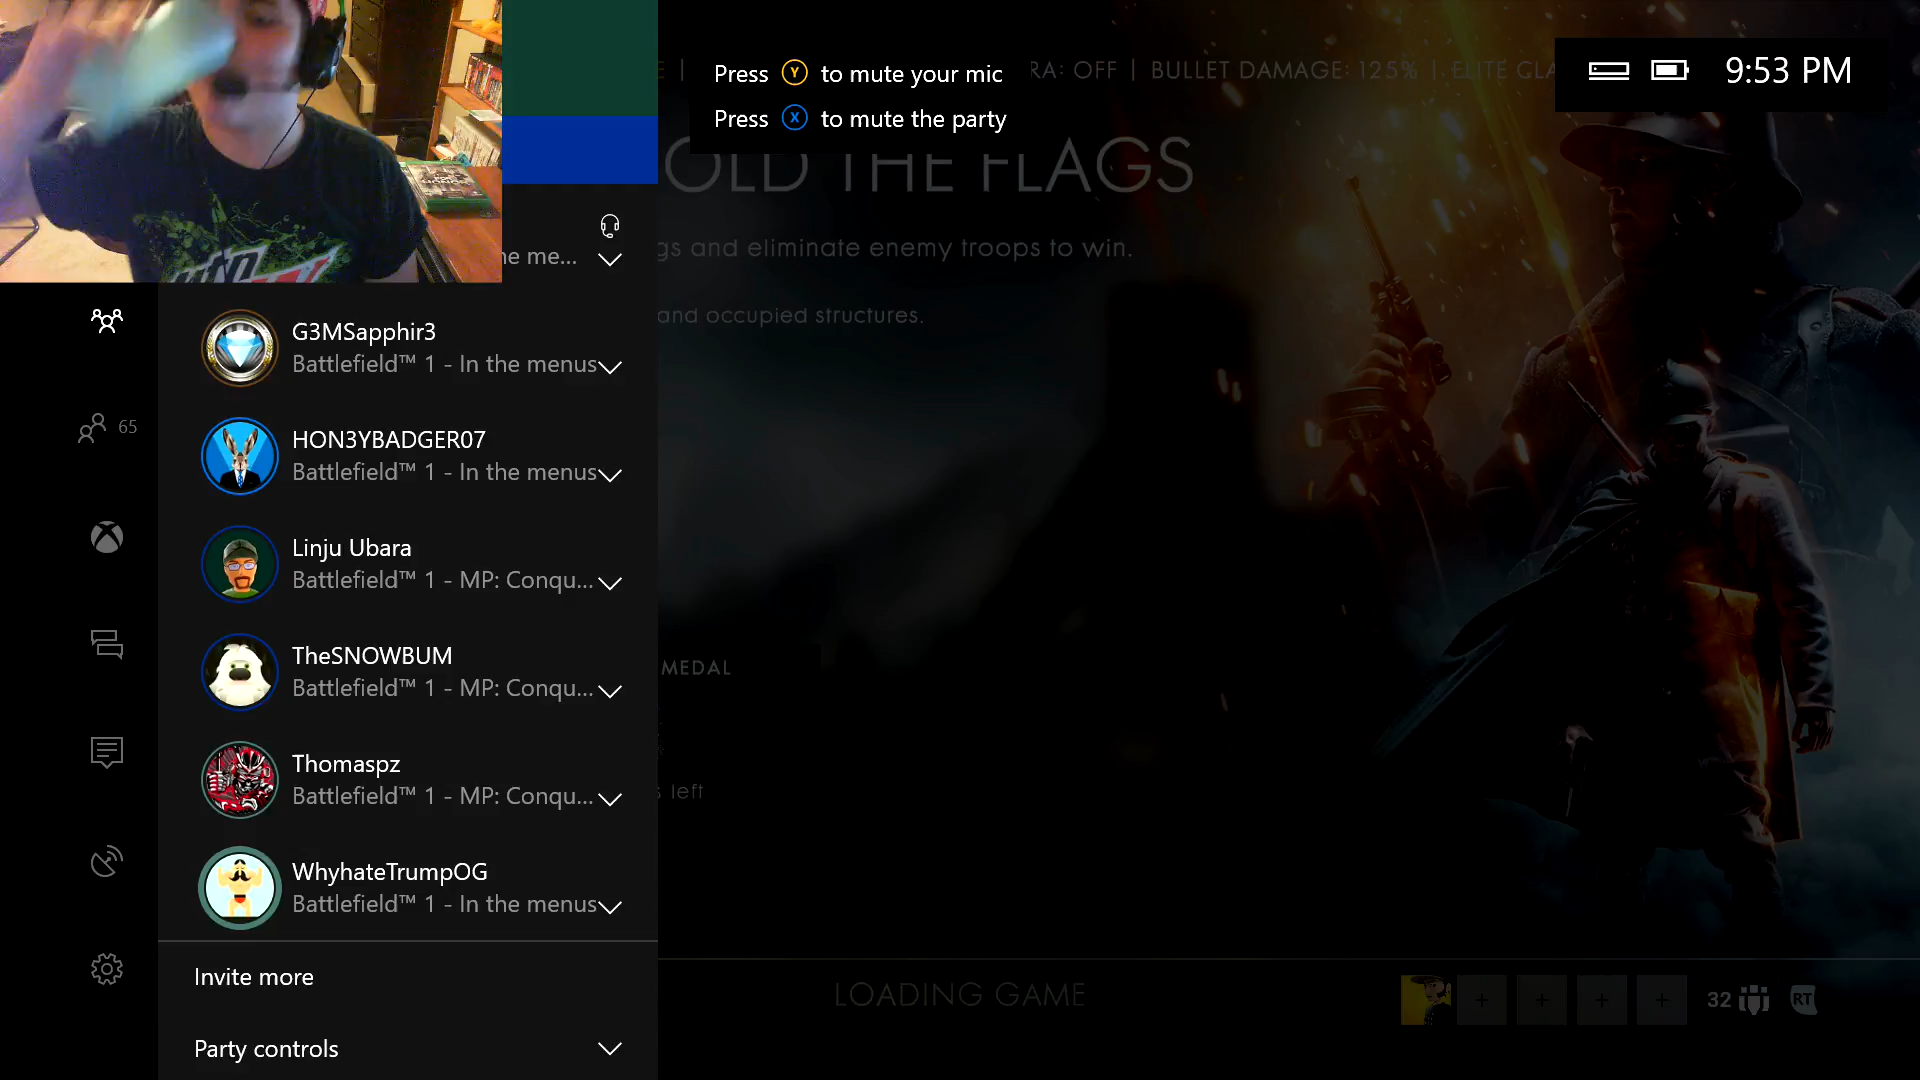 Press Y to mute your mic
Press X to mute the party
RA: OFF | BULLET DAMAGE: 125% | ELITE CLA
9:53 PM
OLD THE FLAGS
he me...
gs and eliminate enemy troops to win.
and occupied structures.
G3MSapphir3
Battlefield™ 1 - In the menus
65
HON3YBADGER07
Battlefield™ 1 - In the menus
Linju Ubara
Battlefield™ 1 - MP: Conqu...
TheSNOWBUM
Battlefield™ 1 - MP: Conqu...
MEDAL
Thomaspz
Battlefield™ 1 - MP: Conqu...
s left
WhyhateTrumpOG
Battlefield™ 1 - In the menus
Invite more
LOADING GAME
32
RT
Party controls